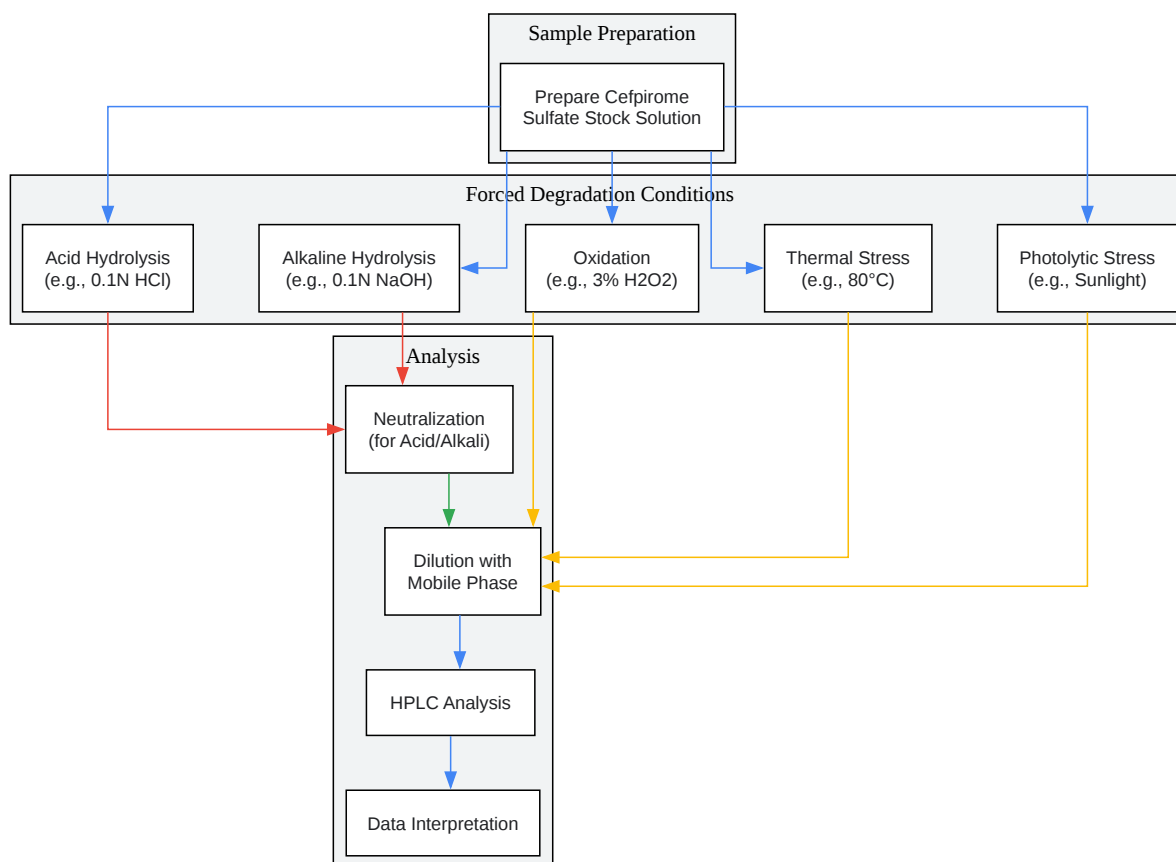 Sample Preparation
Prepare Cefpirome
Sulfate Stock Solution
Forced Degradation Conditions
Acid Hydrolysis
(e.g., 0.1N HCl)
Alkaline Hydrolysis
(e.g., 0.1N NaOH)
Oxidation
(e.g., 3% H2O2)
Thermal Stress
(e.g., 80°C)
Photolytic Stress
(e.g., Sunlight)
Analysis
Neutralization
(for Acid/Alkali)
Dilution with
Mobile Phase
HPLC Analysis
Data Interpretation